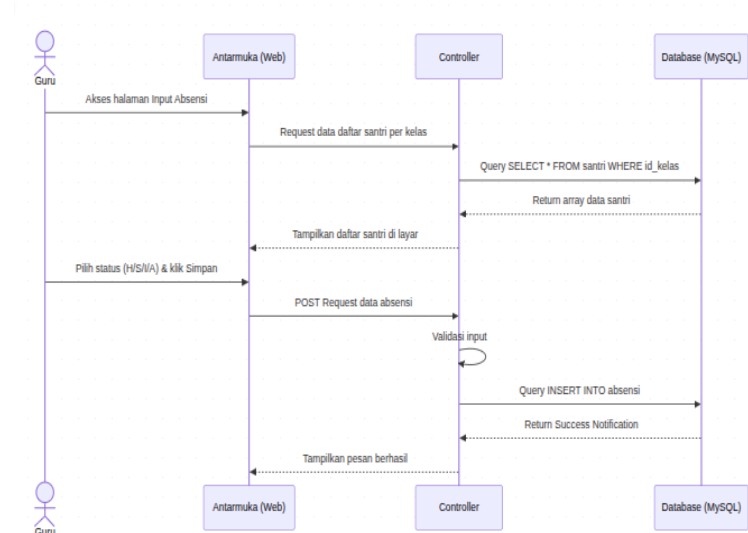 Guru
Antarmuka (Web)
Controller
Database (MySQL)
Akses halaman Input Absensi
Request data daftar santri per kelas
Query SELECT * FROM santri WHERE id_kelas
Return array data santri
Tampilkan daftar santri di layar
Pilih status (H/S/I/A) & klik Simpan
POST Request data absensi
Validasi input
Query INSERT INTO absensi
Return Success Notification
Tampilkan pesan berhasil
Antarmuka (Web)
Controller
Database (MySQL)
Guru